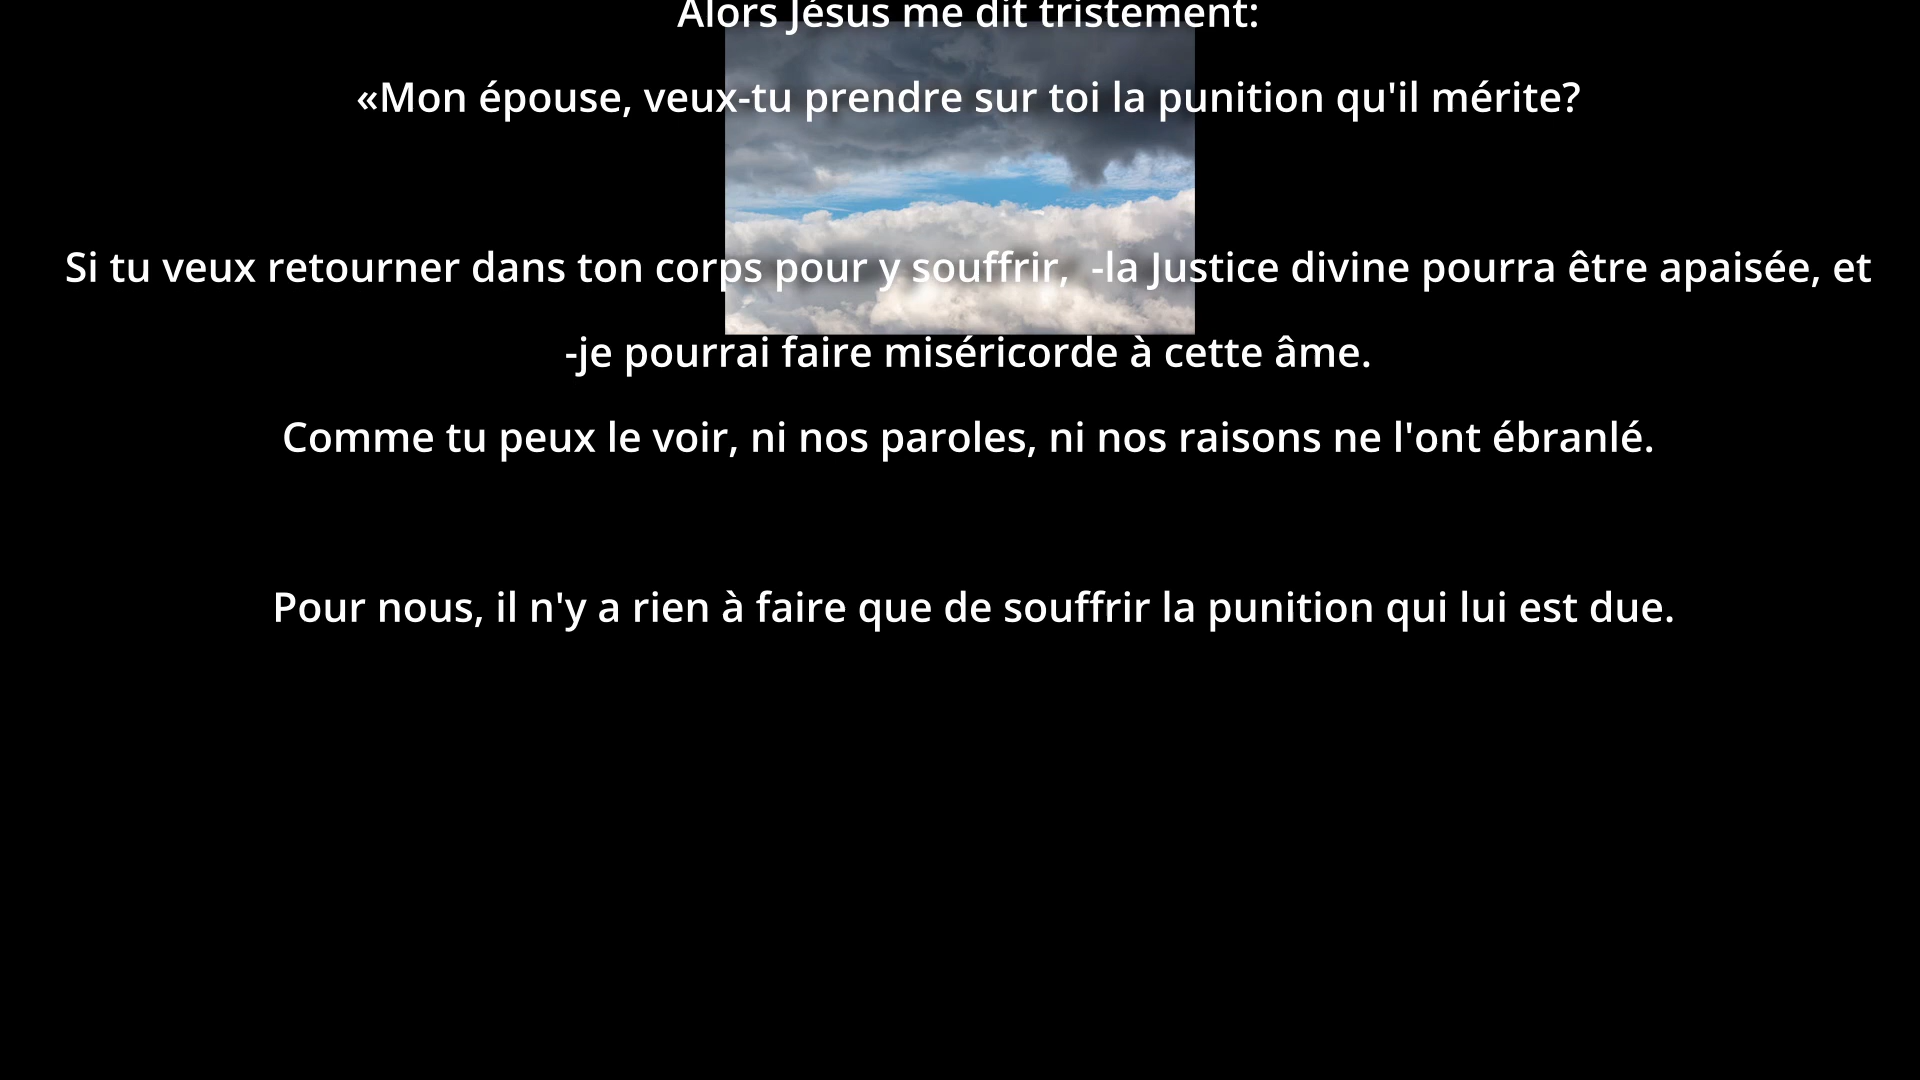 Alors Jésus me dit tristement:
«Mon épouse, veux-tu prendre sur toi la punition qu'il mérite?
Si tu veux retourner dans ton corps pour y souffrir,  -la Justice divine pourra être apaisée, et
-je pourrai faire miséricorde à cette âme.
Comme tu peux le voir, ni nos paroles, ni nos raisons ne l'ont ébranlé.
Pour nous, il n'y a rien à faire que de souffrir la punition qui lui est due.